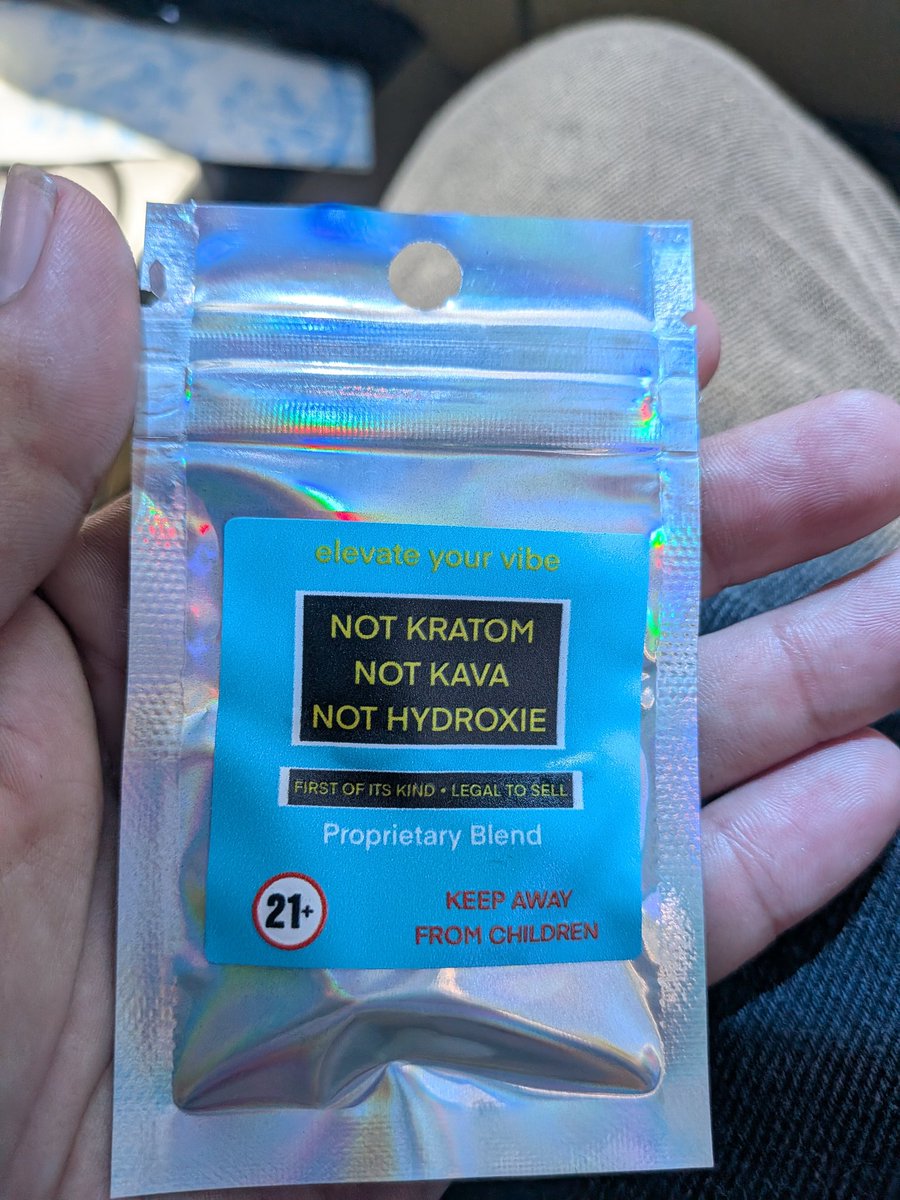 elevate your vibe
NOT KRATOM
NOT KAVA
NOT HYDROXIE
FIRST OF ITS KIND • LEGAL TO SELL
Proprietary Blend
21+
KEEP AWAY
FROM CHILDREN